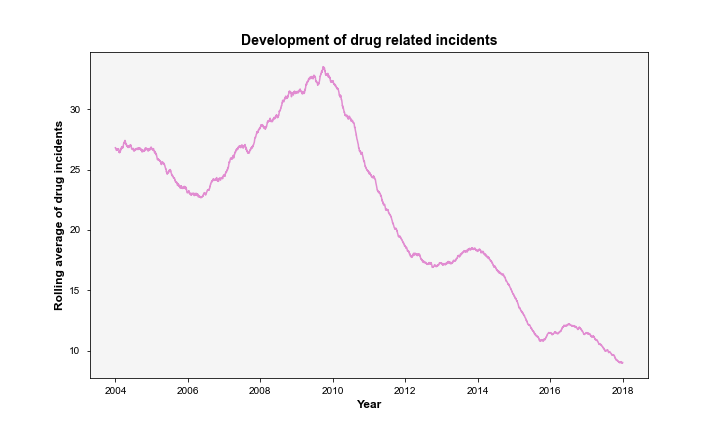 Development of drug related incidents
Rolling average of drug incidents
30
25
20
15
10
2004 2006 2008 2010 2012 2014 2016 2018
Year